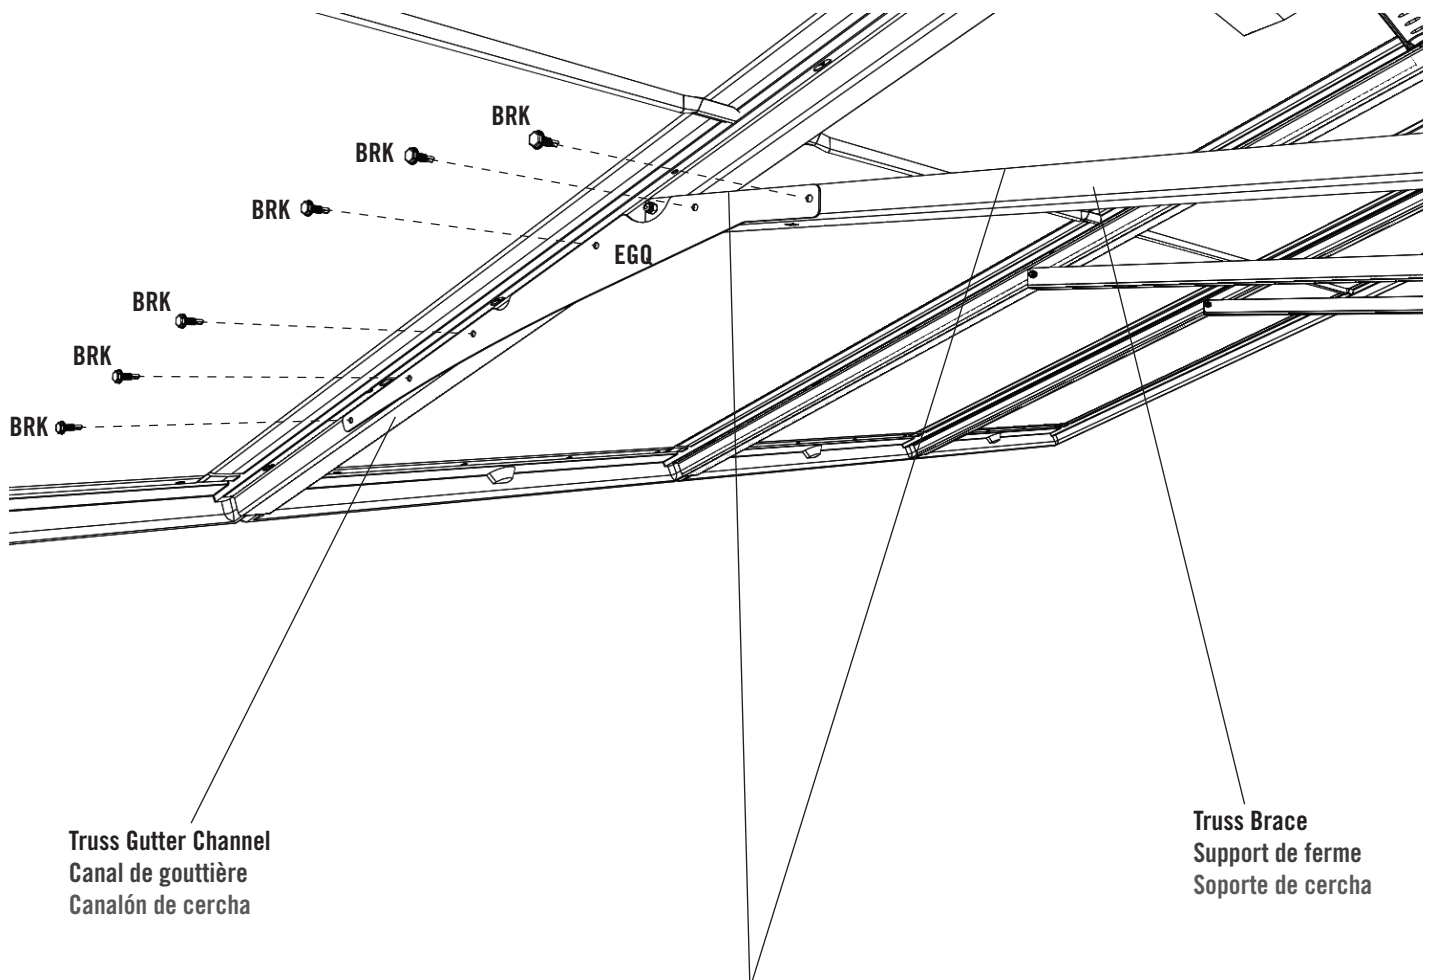 BRK
BRK
BRK
EGQ
BRK
BRK
BRK
Truss Gutter Channel
Canal de gouttière
Canalón de cercha
Truss Brace
Support de ferme
Soporte de cercha